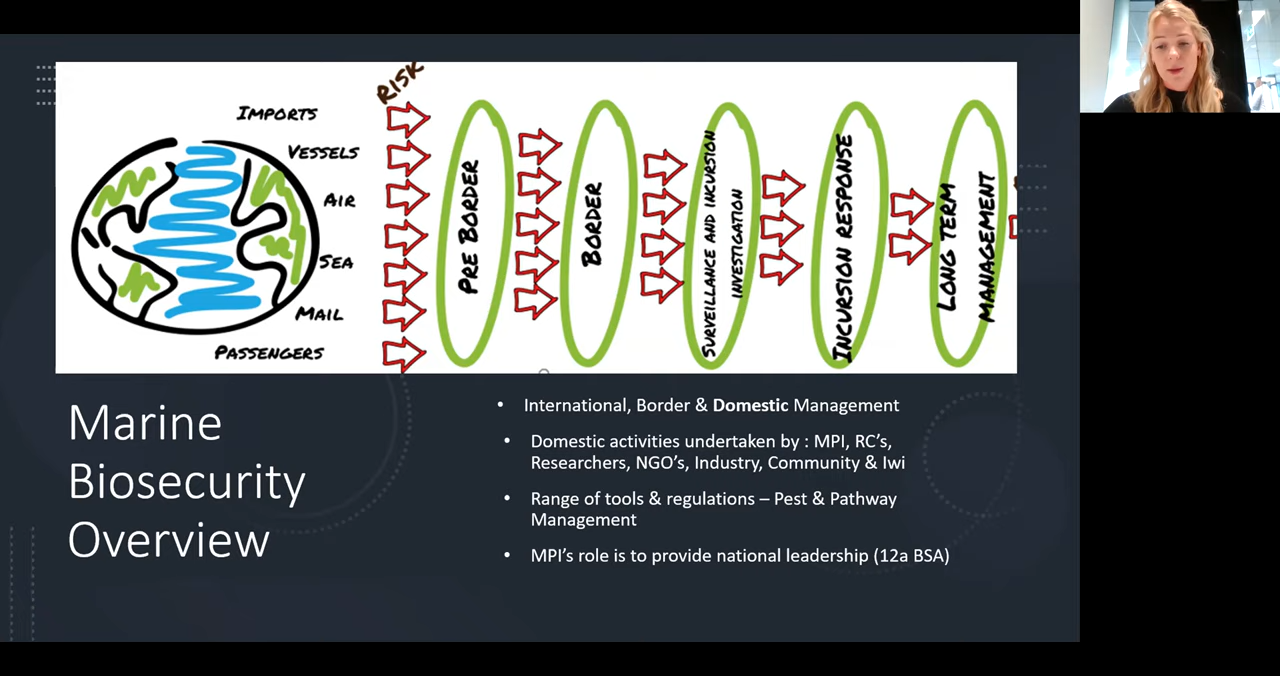 RISK
IMPORTS
VESSELS
AIR
SEA
MAIL
PASSENGERS
PRE BORDER
BORDER
SURVEILLANCE AND INCURSION
INVESTIGATION
INCURSION RESPONSE
LONG TERM
MANAGEMENT
Marine
Biosecurity
Overview
• International, Border & Domestic Management
• Domestic activities undertaken by : MPI, RC's,
Researchers, NGO's, Industry, Community & Iwi
• Range of tools & regulations – Pest & Pathway
Management
• MPI's role is to provide national leadership (12a BSA)